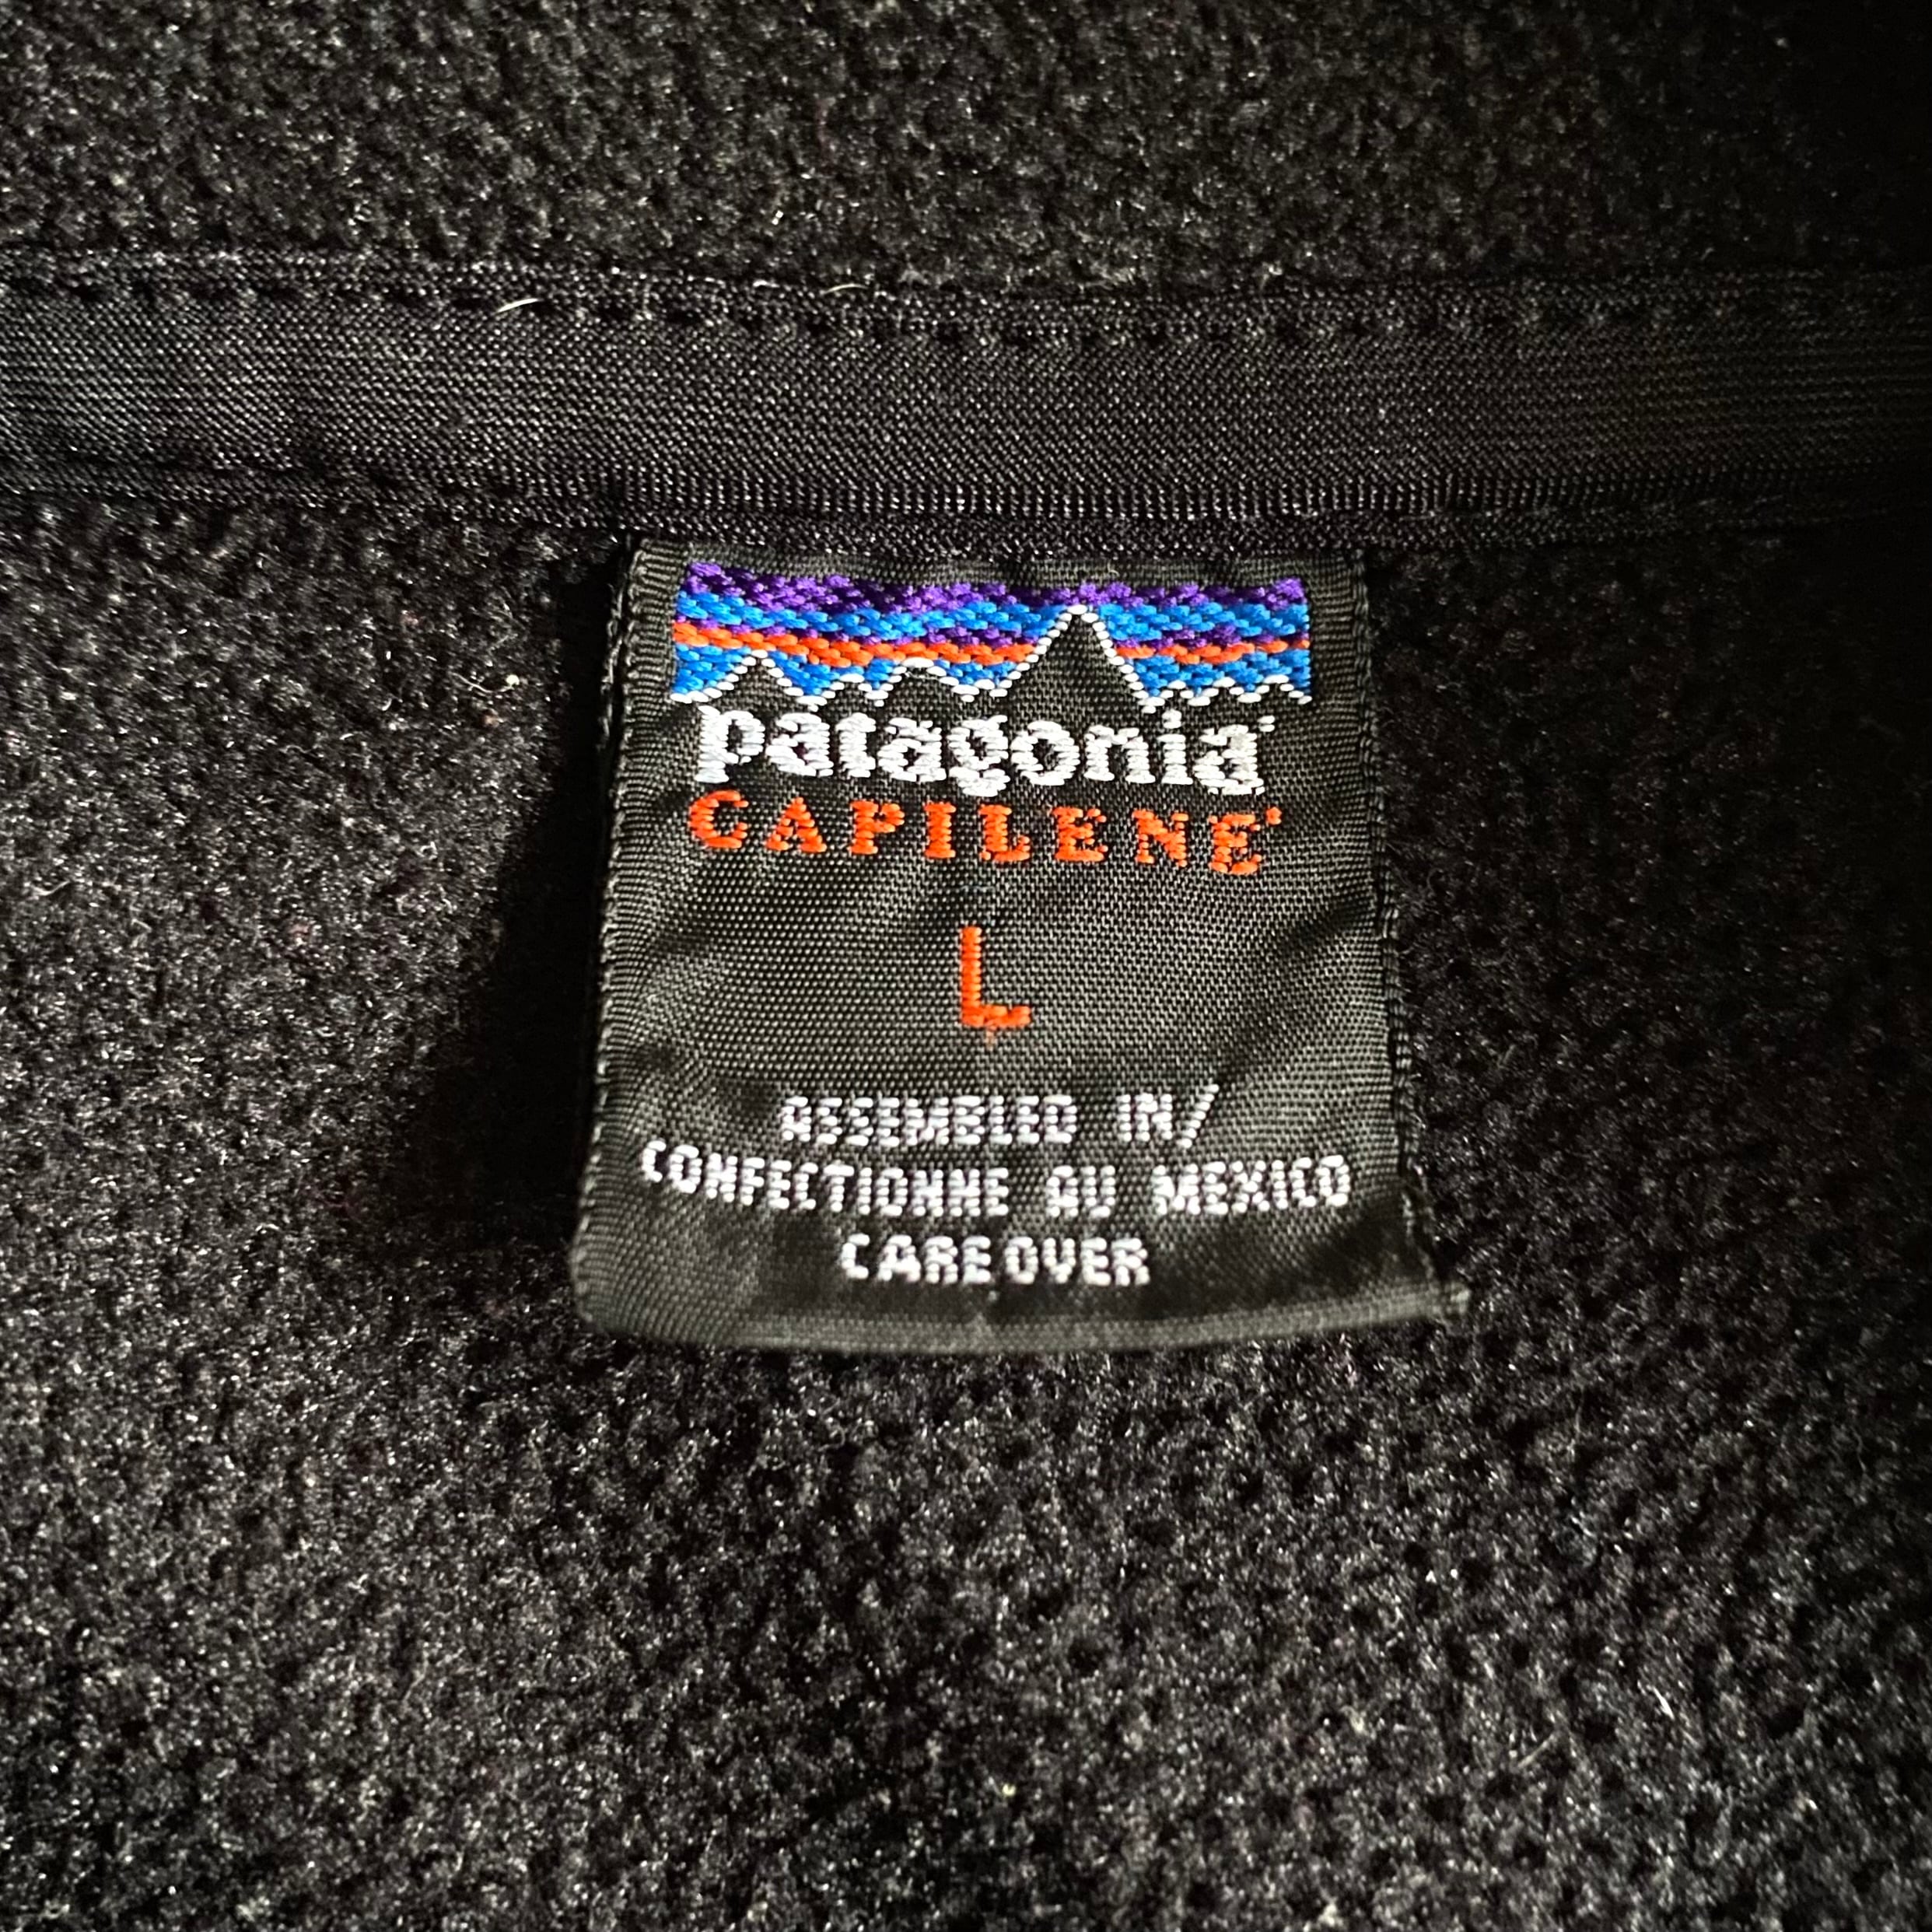 patagonia
CAPILENE
L
ASSEMBLED IN/
CONFECTIONNE AU MEXICO
CARE OVER